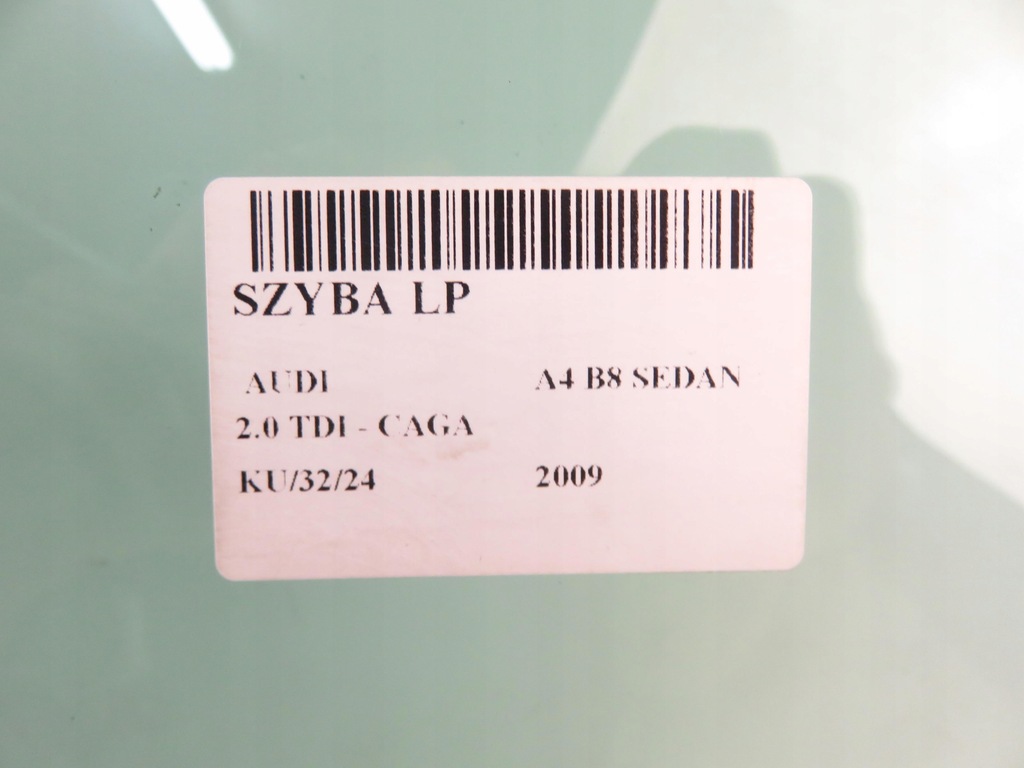 SZYBA LP
AUDI A4 B8 SEDAN
2.0 TDI - CAGA
KU/32/24 2009